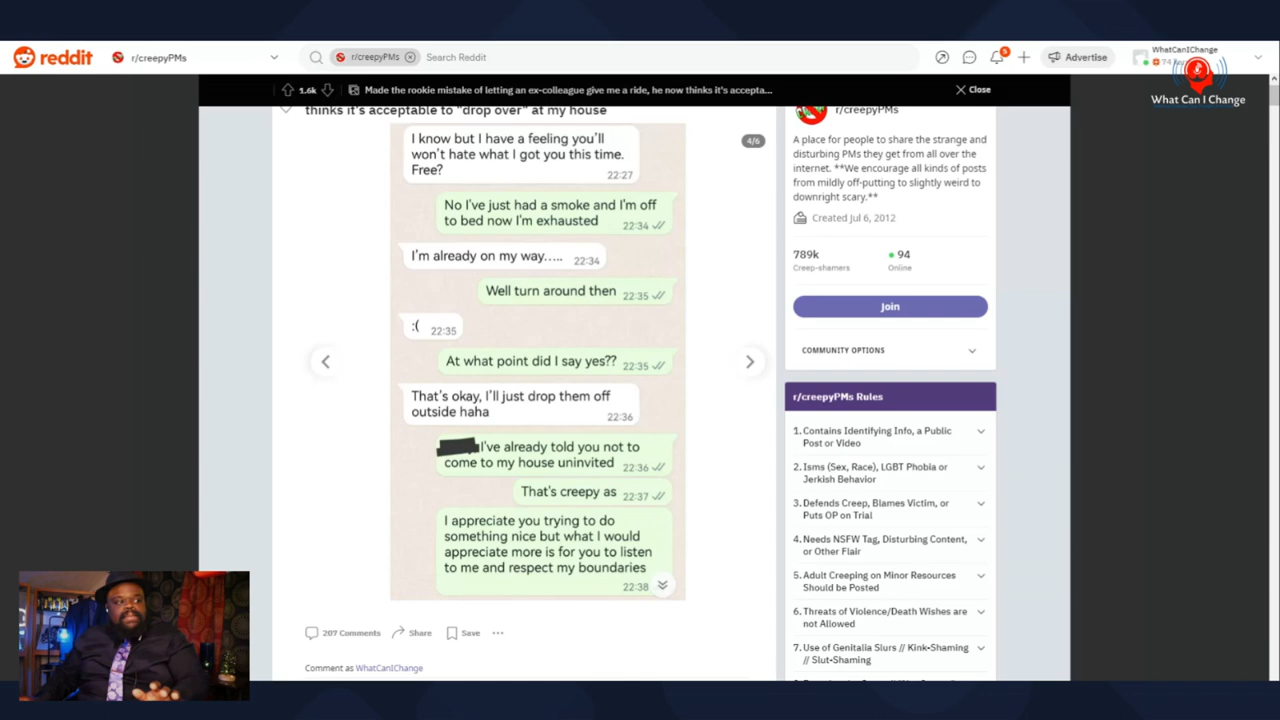 reddit
r/creepyPMs
r/creepyPMs
Search Reddit
5
Advertise
WhatCanIChange
What Can I Change
1.6k
Made the rookie mistake of letting an ex-colleague give me a ride, he now thinks it's accepta...
Close
thinks it's acceptable to "drop over" at my house
4/6
I know but I have a feeling you'll
won't hate what I got you this time.
Free?
22:27
No I've just had a smoke and I'm off
to bed now I'm exhausted
22:34
I'm already on my way.....
22:34
Well turn around then
22:35
:(
22:35
At what point did I say yes??
22:35
That's okay, I'll just drop them off
outside haha
22:36
I've already told you not to
come to my house uninvited
22:36
That's creepy as
22:37
I appreciate you trying to do
something nice but what I would
appreciate more is for you to listen
to me and respect my boundaries
22:38
207 Comments
Share
Save
Comment as WhatCanIChange
r/creepyPMs
A place for people to share the strange and
disturbing PMs they get from all over the
internet. **We encourage all kinds of posts
from mildly off-putting to slightly weird to
downright scary.**
Created Jul 6, 2012
789k
Creep-shamers
94
Online
Join
COMMUNITY OPTIONS
r/creepyPMs Rules
1. Contains Identifying Info, a Public
Post or Video
2. Isms (Sex, Race), LGBT Phobia or
Jerkish Behavior
3. Defends Creep, Blames Victim, or
Puts OP on Trial
4. Needs NSFW Tag, Disturbing Content,
or Other Flair
5. Adult Creeping on Minor Resources
Should be Posted
6. Threats of Violence/Death Wishes are
not Allowed
7. Use of Genitalia Slurs // Kink-Shaming
// Slut-Shaming